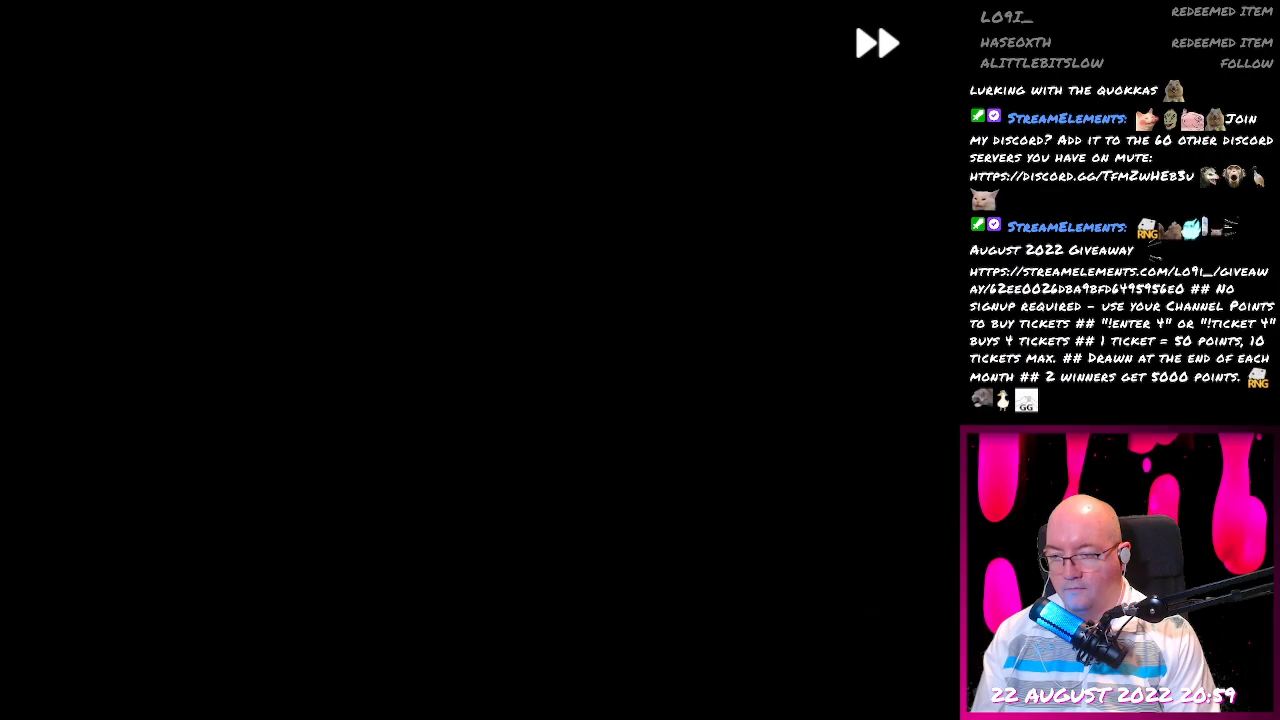 LO9I_ REDEEMED ITEM
HASEOXTH REDEEMED ITEM
ALITTLEBITSLOW FOLLOW
LURKING WITH THE QUOKKAS
STREAMELEMENTS: JOIN
MY DISCORD? ADD IT TO THE 60 OTHER DISCORD
SERVERS YOU HAVE ON MUTE:
HTTPS://DISCORD.GG/TFMZWHEB3U
STREAMELEMENTS: RNG
AUGUST 2022 GIVEAWAY
HTTPS://STREAMELEMENTS.COM/LO9I_/GIVEAW
AY/62EE0026DBA9BFD6495956E0 ## NO
SIGNUP REQUIRED - USE YOUR CHANNEL POINTS
TO BUY TICKETS ## "!ENTER 4" OR "!TICKET 4"
BUYS 4 TICKETS ## 1 TICKET = 50 POINTS, 10
TICKETS MAX. ## DRAWN AT THE END OF EACH
MONTH ## 2 WINNERS GET 5000 POINTS. RNG
GG
22 AUGUST 2022 20:59